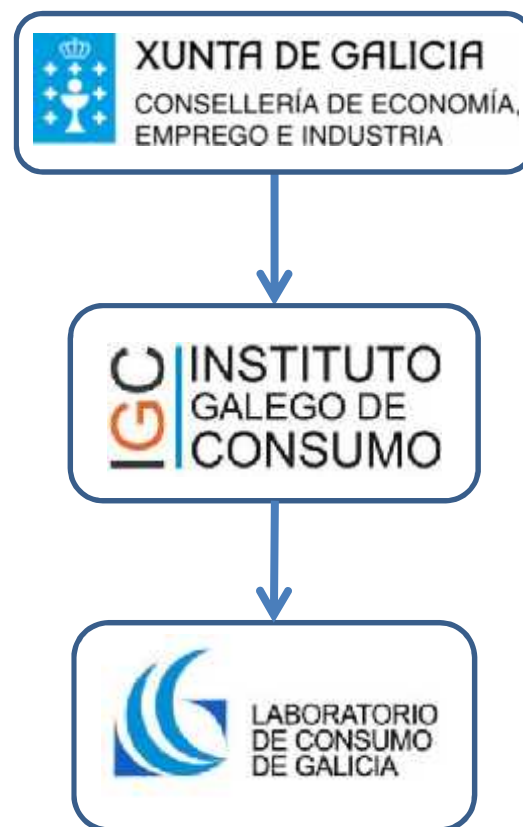 XUNTA DE GALICIA
CONSELLERÍA DE ECONOMÍA,
EMPREGO E INDUSTRIA
IGC
INSTITUTO
GALEGO DE
CONSUMO
LABORATORIO
DE CONSUMO
DE GALICIA